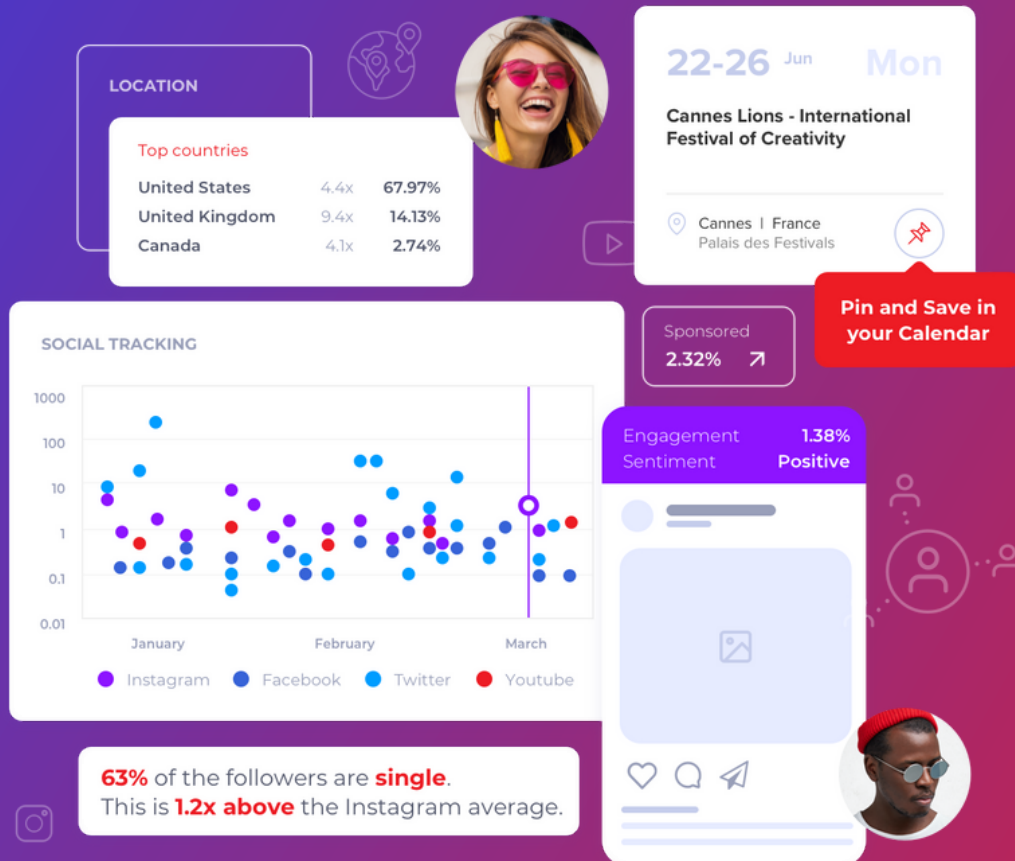 LOCATION
Top countries
United States 4.4x 67.97%
United Kingdom 9.4x 14.13%
Canada 4.1x 2.74%
22-26 Jun Mon
Cannes Lions - International
Festival of Creativity
Cannes | France
Palais des Festivals
Pin and Save in
your Calendar
Sponsored
2.32%
SOCIAL TRACKING
1000
100
10
1
0.1
0.01
January February March
Instagram Facebook Twitter Youtube
Engagement 1.38%
Sentiment Positive
63% of the followers are single.
This is 1.2x above the Instagram average.